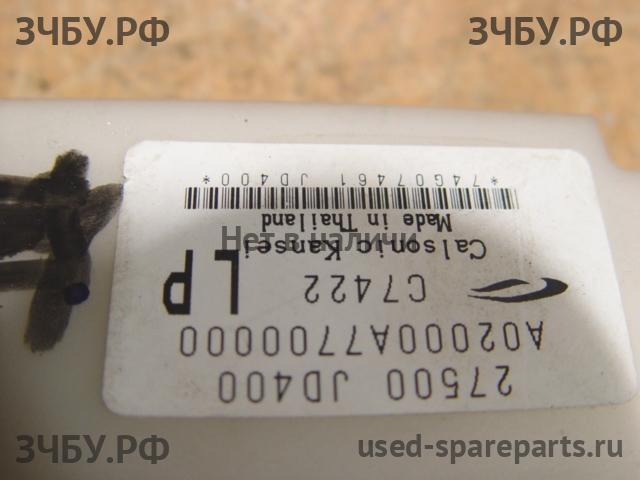 ЗЧБУ.РФ
ЗЧБУ.РФ
27500 JD400
A02000A7700000
C7422 LP
Calsonic Kansei
Made in Thailand
*74G07461 JD400*
Нет в наличии
ЗЧБУ.РФ
used-spareparts.ru